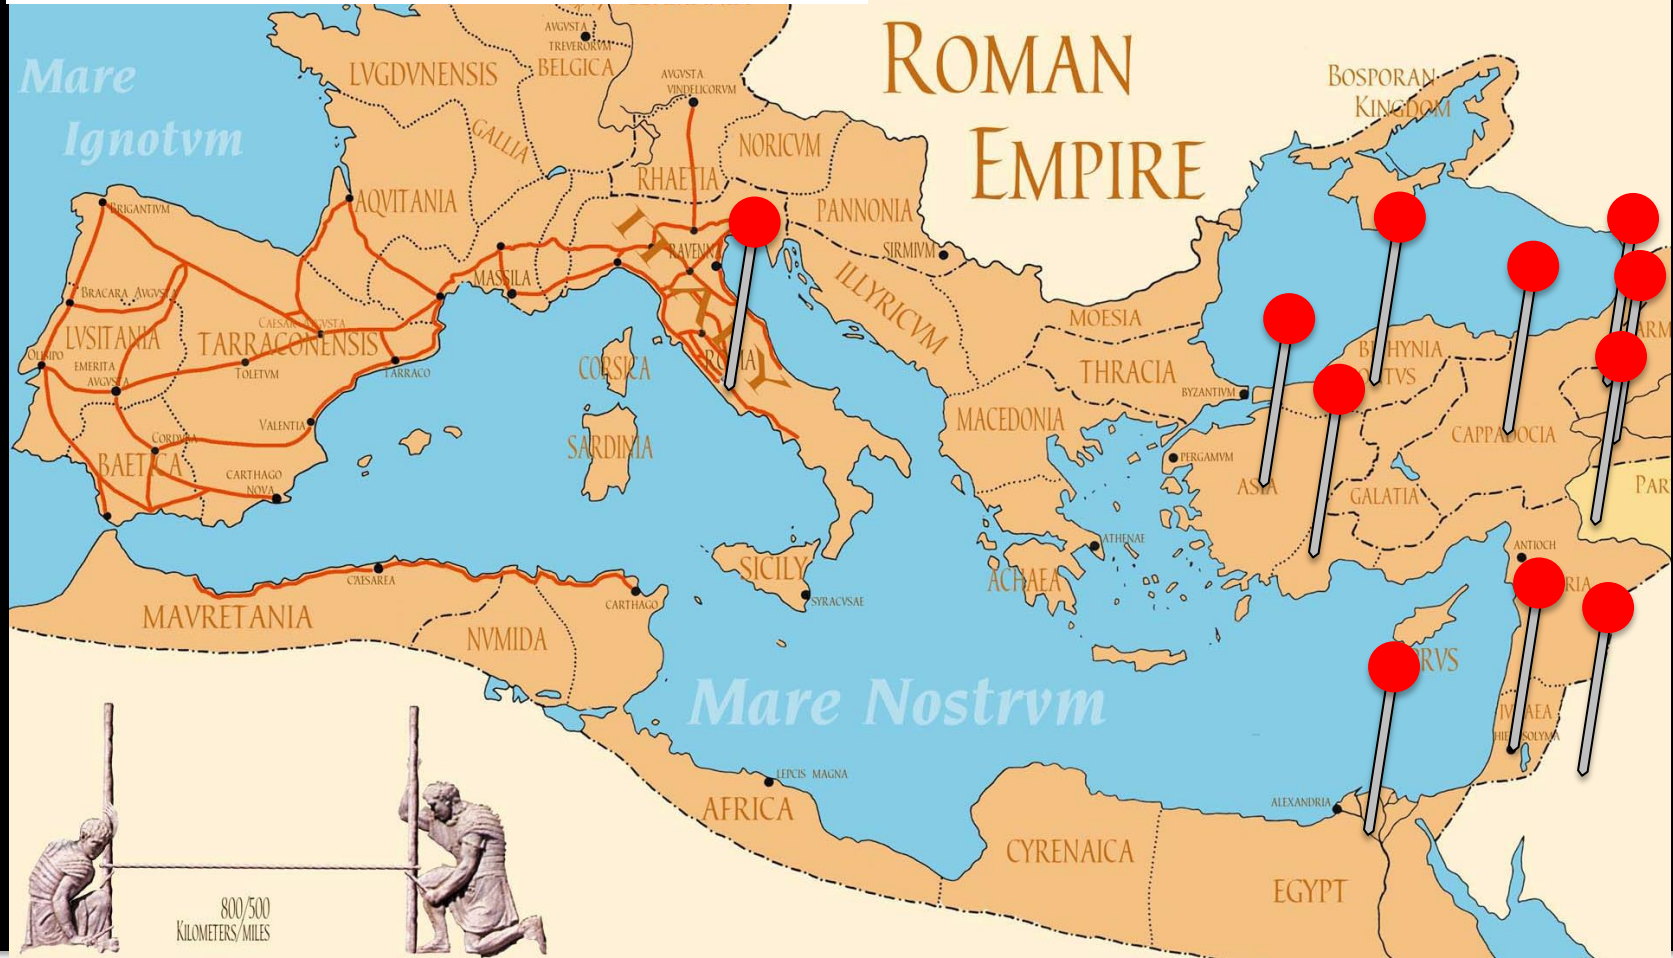 ROMAN
EMPIRE
Mare
Ignotvm
Mare Nostrvm
AVGVSTA
TREVERORVM
BELGICA
LVGDVNENSIS
GALLIA
AVGVSTA
VINDELICORVM
NORICVM
RHAETIA
AQVITANIA
PANNONIA
SIRMIVM
ILLYRICVM
BOSPORAN
KINGDOM
BRIGANTIVM
BRACARA AVGVSTA
LVSITANIA
CAESARAVGVSTA
TARRACONENSIS
OLISIPO
EMERITA
AVGVSTA
TOLETVM
TARRACO
VALENTIA
CORDVBA
BAETICA
CARTHAGO
NOVA
MASSILA
ITALY
RAVENNA
ROMA
CORSICA
SARDINIA
SICILY
SYRACVSAE
MOESIA
THRACIA
BYZANTIVM
MACEDONIA
PERGAMVM
ASIA
ATHENAE
ACHAEA
GALATIA
CAPPADOCIA
ANTIOCH
CAESAREA
MAVRETANIA
NVMIDA
CARTHAGO
LEPCIS MAGNA
AFRICA
CYRENAICA
ALEXANDRIA
EGYPT
800/500
KILOMETERS/MILES